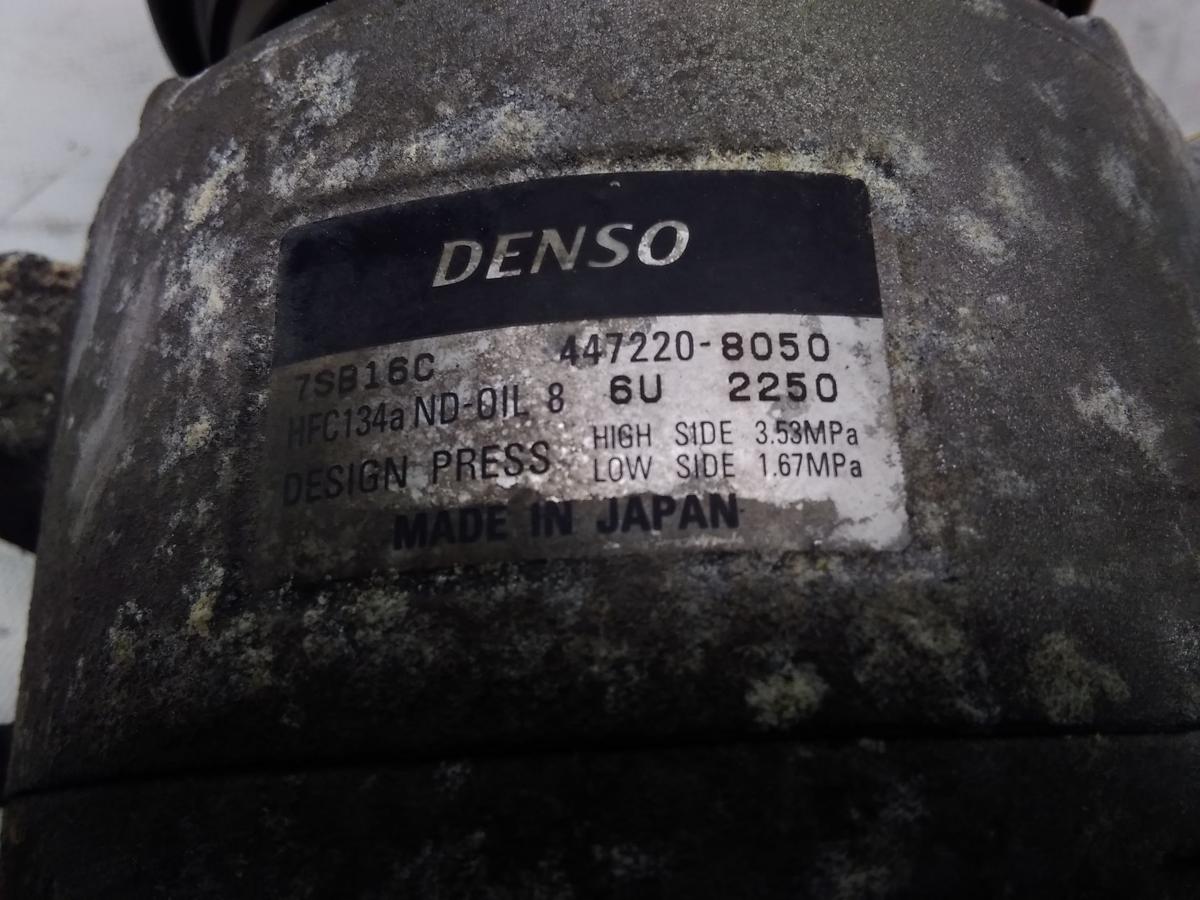 DENSO
7SB16C 447220-8050
HFC134a ND-OIL 8 6U 2250
DESIGN PRESS HIGH SIDE 3.53MPa
LOW SIDE 1.67MPa
MADE IN JAPAN